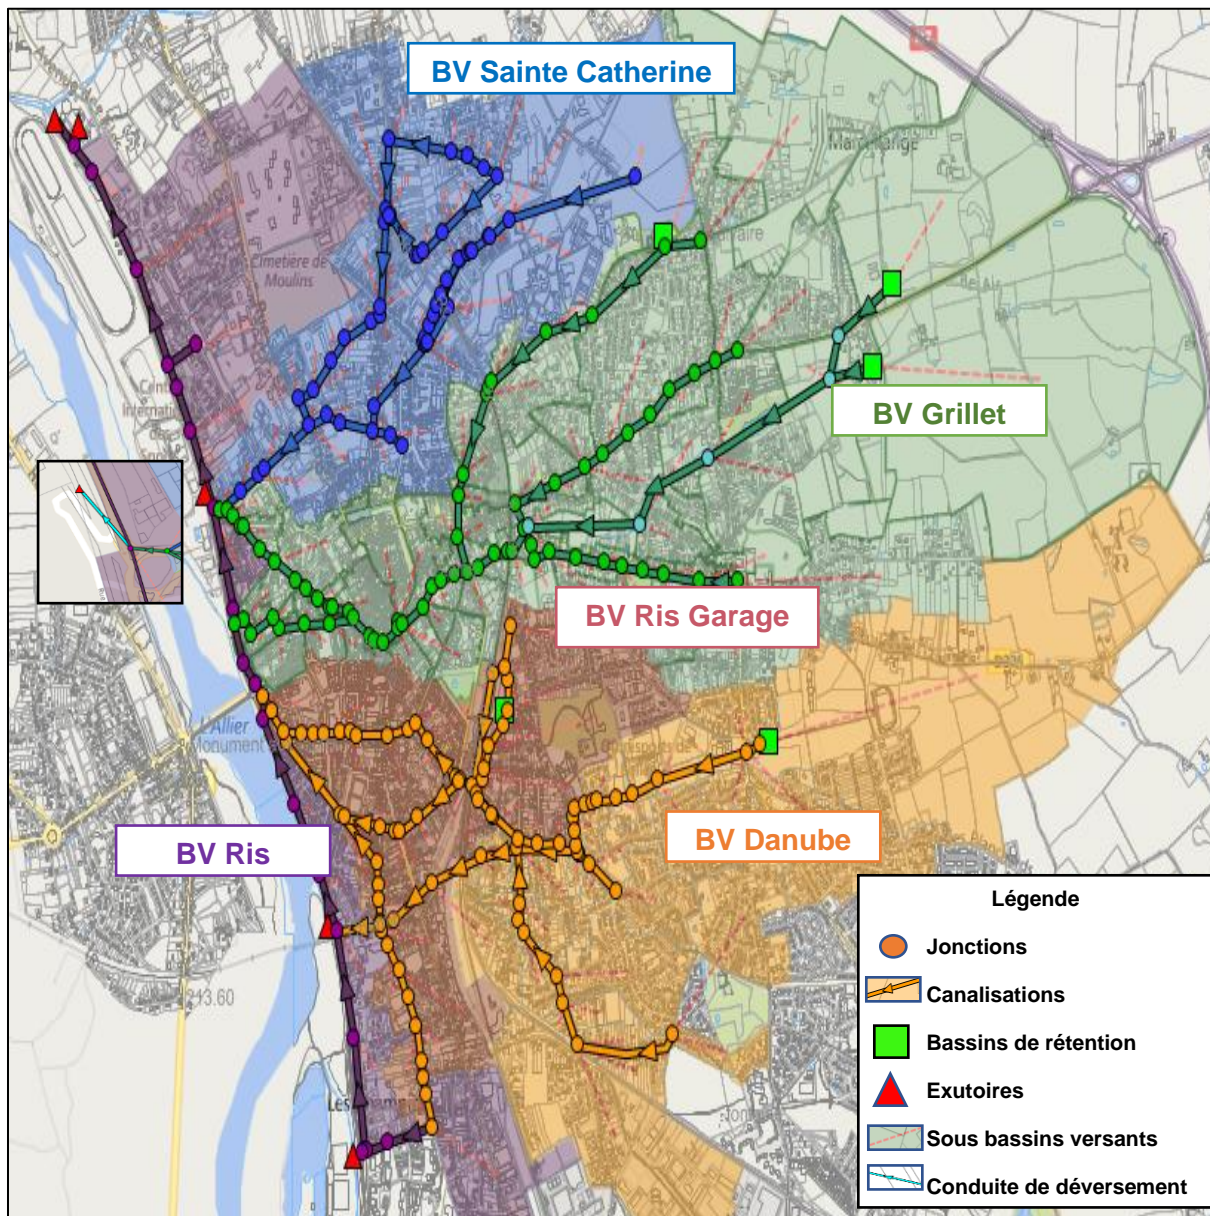 BV Sainte Catherine
Cimetière de
Moulins
BV Grillet
BV Ris Garage
L'Allier
Monument
BV Ris
BV Danube
213.60
Légende
Jonctions
Canalisations
Bassins de rétention
Exutoires
Sous bassins versants
Conduite de déversement